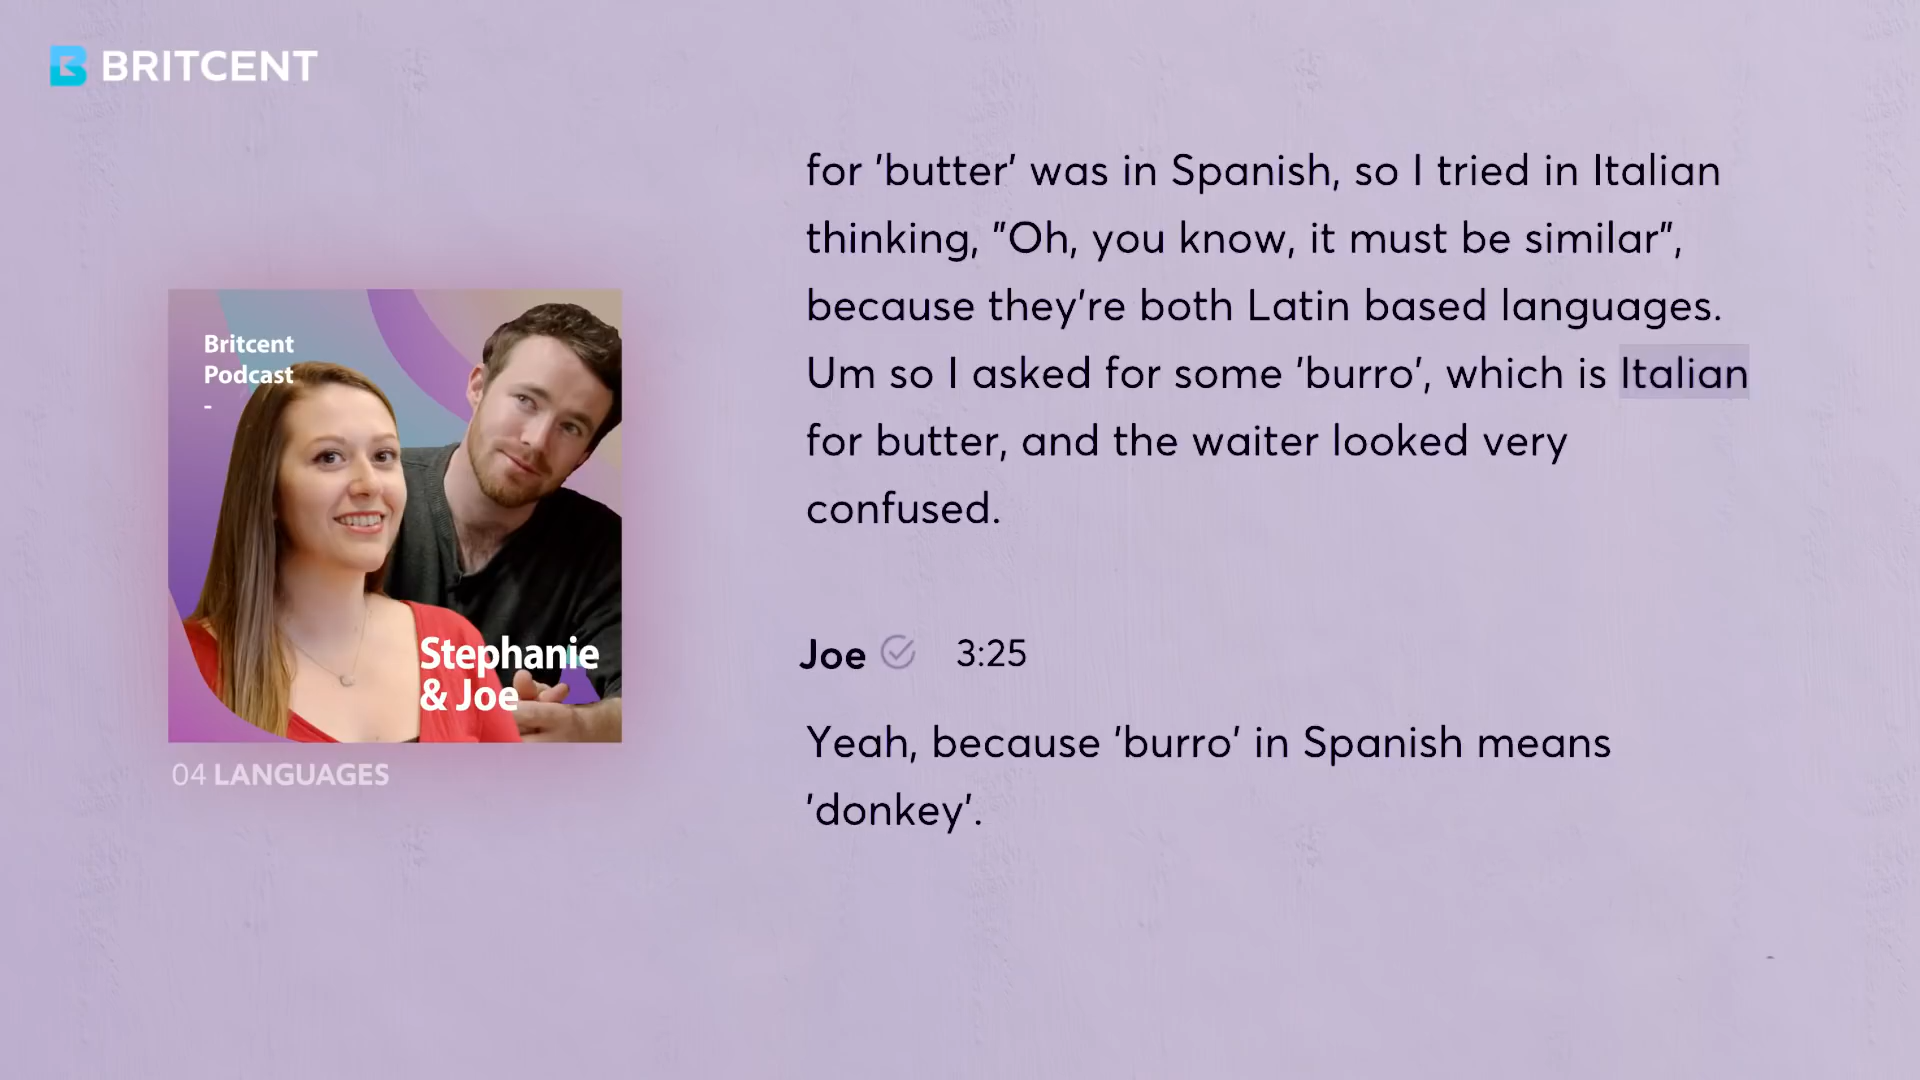 BRITCENT
Britcent
Podcast
-
Stephanie
& Joe
04 LANGUAGES
for 'butter' was in Spanish, so I tried in Italian
thinking, "Oh, you know, it must be similar",
because they're both Latin based languages.
Um so I asked for some 'burro', which is Italian
for butter, and the waiter looked very
confused.
Joe 3:25
Yeah, because 'burro' in Spanish means
'donkey'.